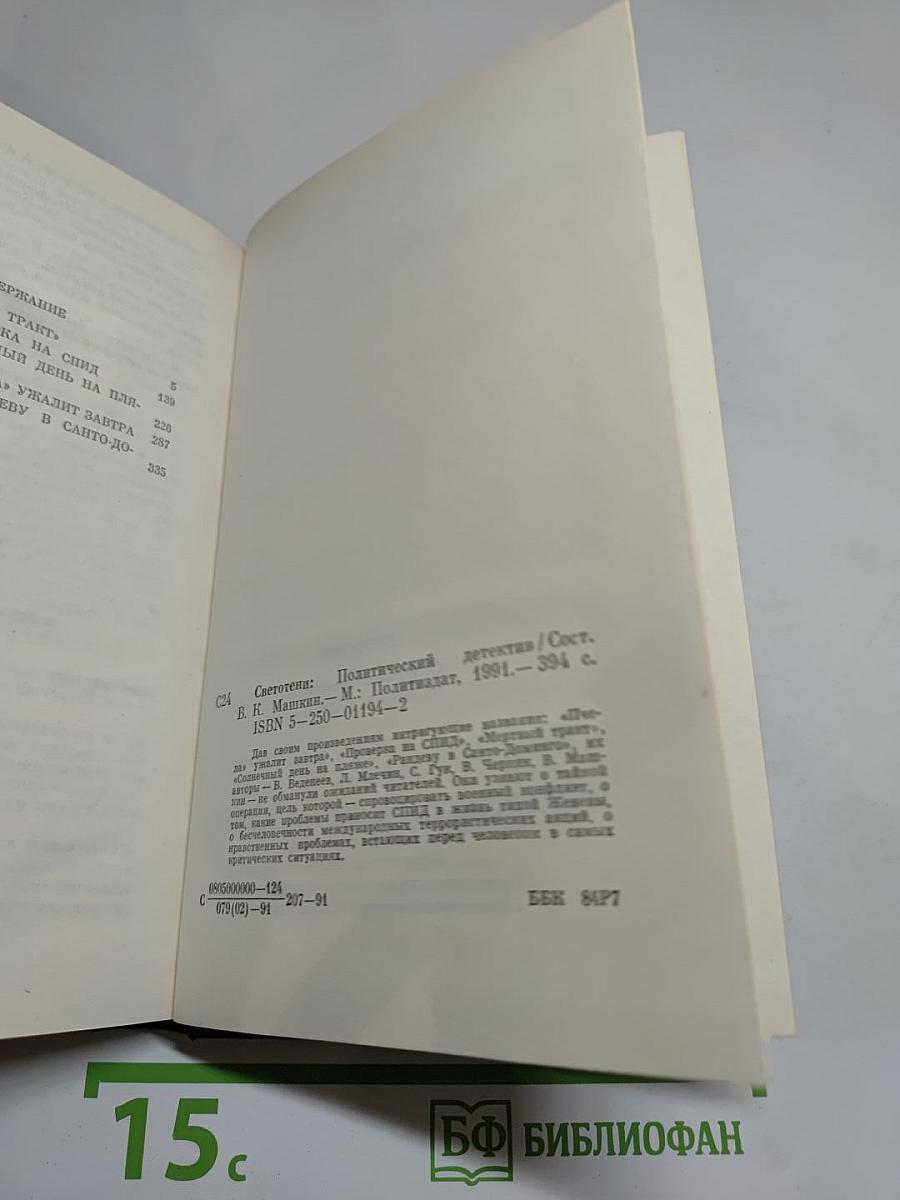 ЕРЖАНИЕ
ТРАКТ»
5
КА НА СПИД
139
НЫЙ ДЕНЬ НА ПЛЯ-
226
А» УЖАЛИТ ЗАВТРА
287
ЕВУ В САНТО-ДО-
335
С24
Светотени: Политический детектив/Сост.
В. К. Машкин.— М.: Политиздат, 1991.— 394 с.
ISBN 5—250—01194—2
Дав своим произведениям интригующие названия: «Пче-
ла» ужалит завтра», «Проверка на СПИД», «Мертвый тракт»,
«Солнечный день на пляже», «Рандеву в Санто-Доминго», их
авторы — В. Веденеев, Л. Млечин, С. Гук, В. Черняк, В. Маш-
кин — не обманули ожиданий читателей. Они узнают о тайной
операции, цель которой — спровоцировать военный конфликт, о
том, какие проблемы приносит СПИД в жизнь тихой Женевы,
о бесчеловечности международных террористических акций, о
нравственных проблемах, встающих перед человеком в самых
критических ситуациях.
С 0805000000—124
079(02)—91 207—91
ББК 84Р7
15 с
БФ БИБЛИОФАН